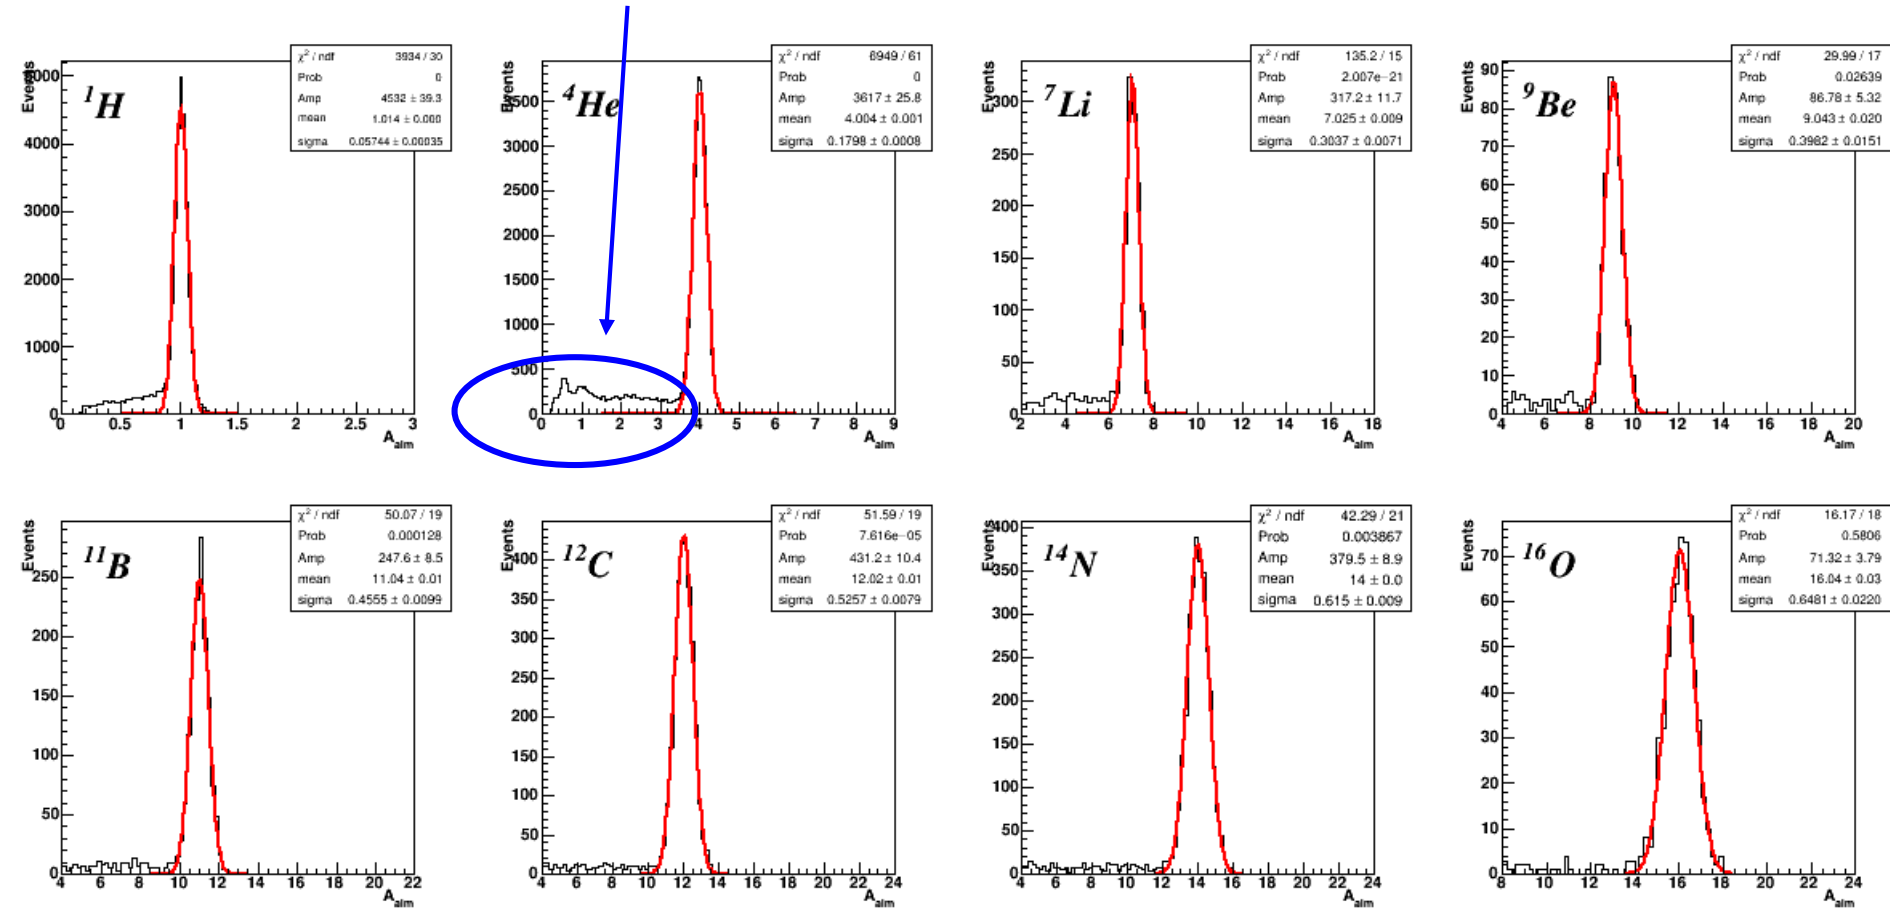 Events
5000
4000
3000
2000
1000
0
¹H
χ² / ndf 3934 / 30
Prob 0
Amp 4532 ± 39.3
mean 1.014 ± 0.000
sigma 0.05744 ± 0.00035
0 0.5 1 1.5 2 2.5 3
A_aim
Events
3500
3000
2500
2000
1500
1000
500
0
⁴He
χ² / ndf 6949 / 61
Prob 0
Amp 3617 ± 25.8
mean 4.004 ± 0.001
sigma 0.1798 ± 0.0008
0 1 2 3 4 5 6 7 8 9
A_aim
Events
300
250
200
150
100
50
0
⁷Li
χ² / ndf 135.2 / 15
Prob 2.007e−21
Amp 317.2 ± 11.7
mean 7.025 ± 0.009
sigma 0.3037 ± 0.0071
2 4 6 8 10 12 14 16 18
A_aim
Events
90
80
70
60
50
40
30
20
10
0
⁹Be
χ² / ndf 29.99 / 17
Prob 0.02639
Amp 86.78 ± 5.32
mean 9.043 ± 0.020
sigma 0.3982 ± 0.0151
4 6 8 10 12 14 16 18 20
A_aim
Events
250
200
150
100
50
0
¹¹B
χ² / ndf 50.07 / 19
Prob 0.000128
Amp 247.6 ± 8.5
mean 11.04 ± 0.01
sigma 0.4555 ± 0.0099
4 6 8 10 12 14 16 18 20 22
A_aim
Events
400
350
300
250
200
150
100
50
0
¹²C
χ² / ndf 51.59 / 19
Prob 7.616e−05
Amp 431.2 ± 10.4
mean 12.02 ± 0.01
sigma 0.5257 ± 0.0079
4 6 8 10 12 14 16 18 20 22 24
A_aim
Events
400
350
300
250
200
150
100
50
0
¹⁴N
χ² / ndf 42.29 / 21
Prob 0.003867
Amp 379.5 ± 8.9
mean 14 ± 0.0
sigma 0.615 ± 0.009
4 6 8 10 12 14 16 18 20 22 24
A_aim
Events
70
60
50
40
30
20
10
0
¹⁶O
χ² / ndf 16.17 / 18
Prob 0.5806
Amp 71.32 ± 3.79
mean 16.04 ± 0.03
sigma 0.6481 ± 0.0220
8 10 12 14 16 18 20 22 24
A_aim